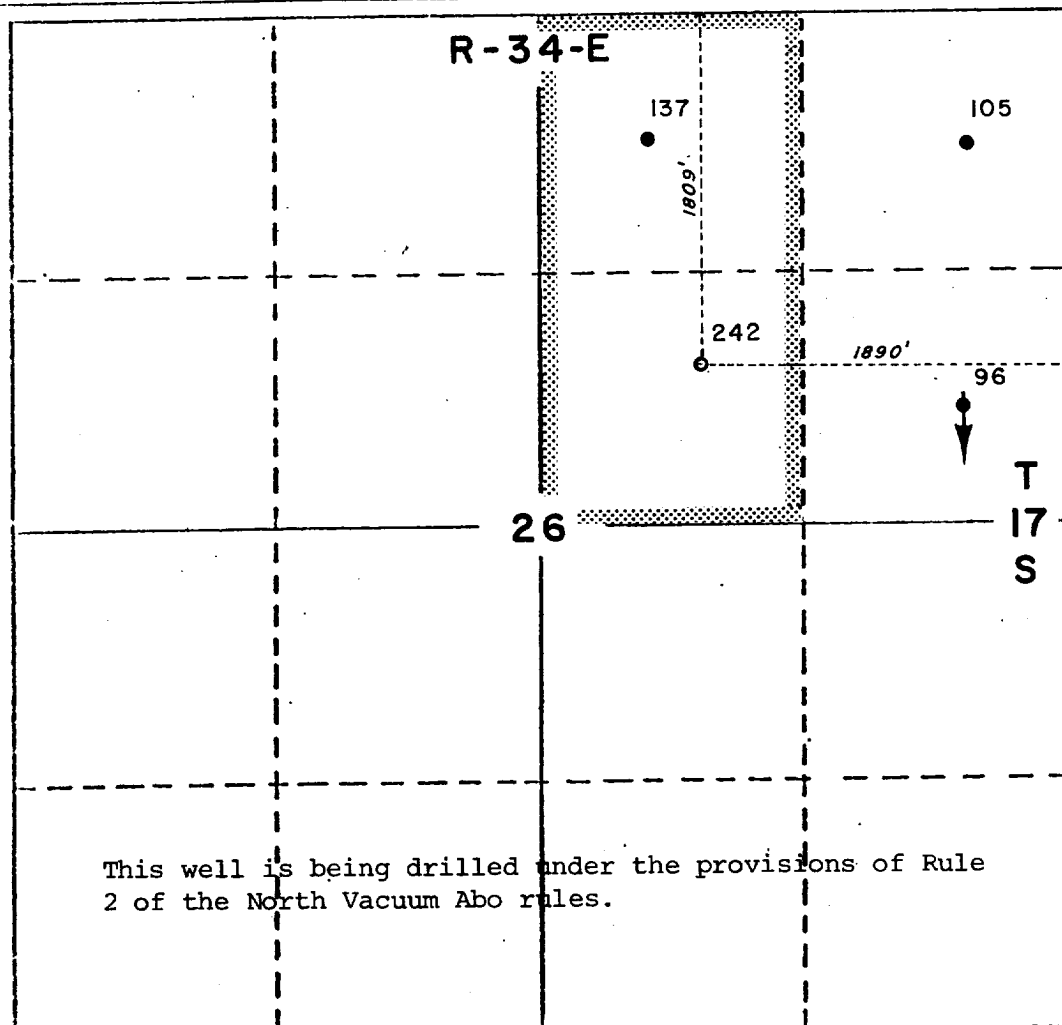 R-34-E
137
105
1809'
242
1890'
96
T
17
S
26
This well is being drilled under the provisions of Rule
2 of the North Vacuum Abo rules.